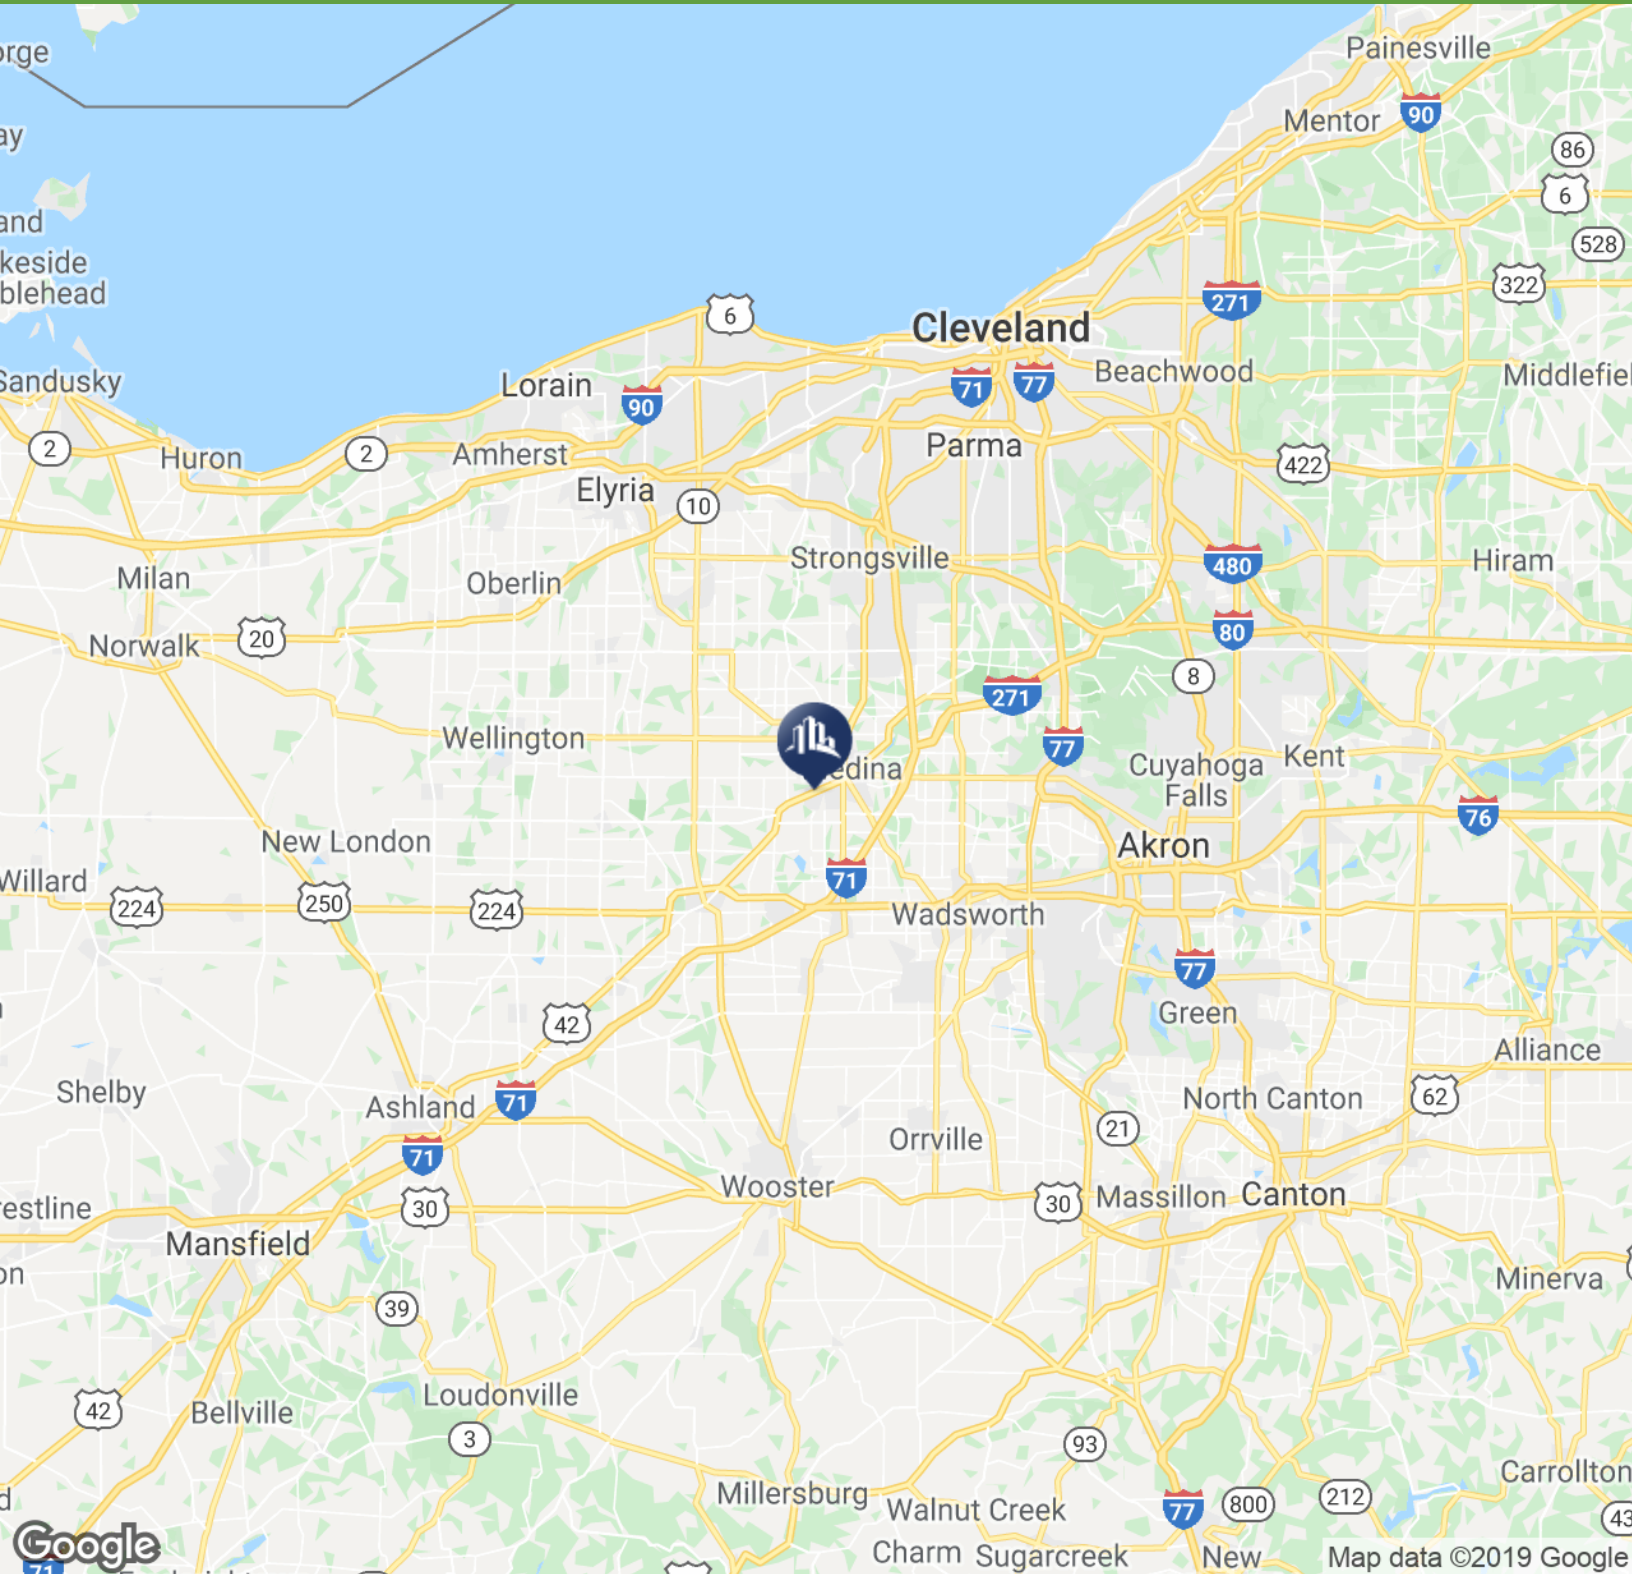 orge
Painesville
90
Mentor
ay
86
6
and
528
keside
322
blehead
271
6
Cleveland
Beachwood
Middlefiel
Sandusky
Lorain
71
77
90
2
Huron
2
Amherst
Parma
422
Elyria
10
Strongsville
480
Hiram
Milan
Oberlin
80
Norwalk
20
8
271
Wellington
77
edina
Cuyahoga
Falls
Kent
76
New London
Akron
Willard
71
224
250
224
Wadsworth
77
Green
42
Alliance
Shelby
Ashland
71
North Canton
62
21
Orrville
71
Wooster
restline
30
30
Massillon
Canton
Mansfield
on
Minerva
39
Loudonville
42
Bellville
3
93
Carrollton
Millersburg
Walnut Creek
77
800
212
43
d
Google
71
Charm
Sugarcreek
New
Map data ©2019 Google